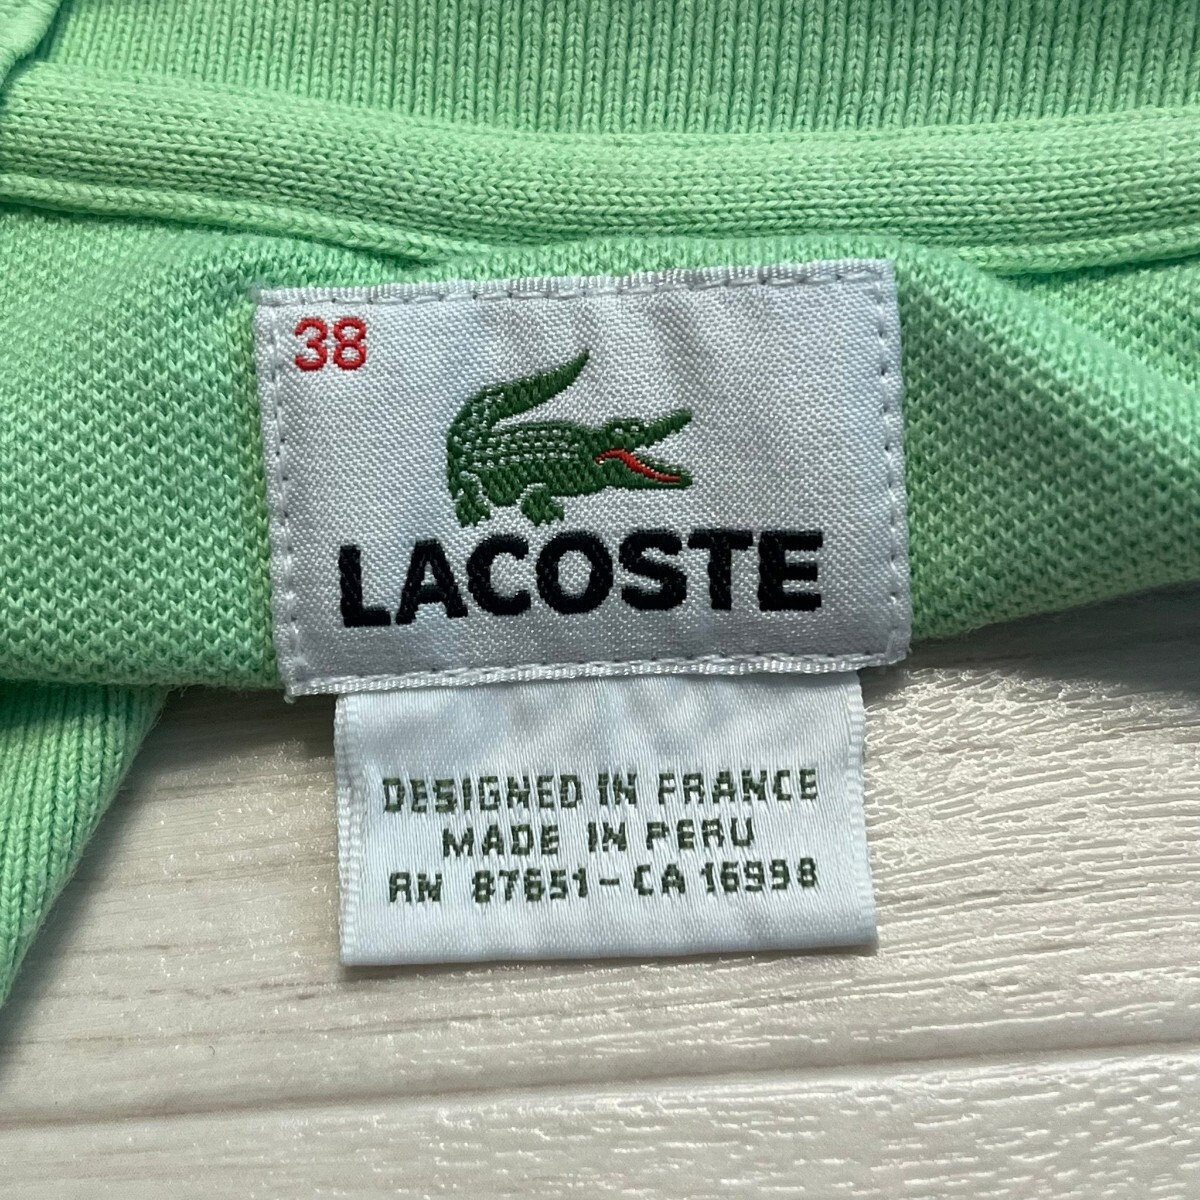 38
LACOSTE
DESIGNED IN FRANCE
MADE IN PERU
RN 87651-CA 16998